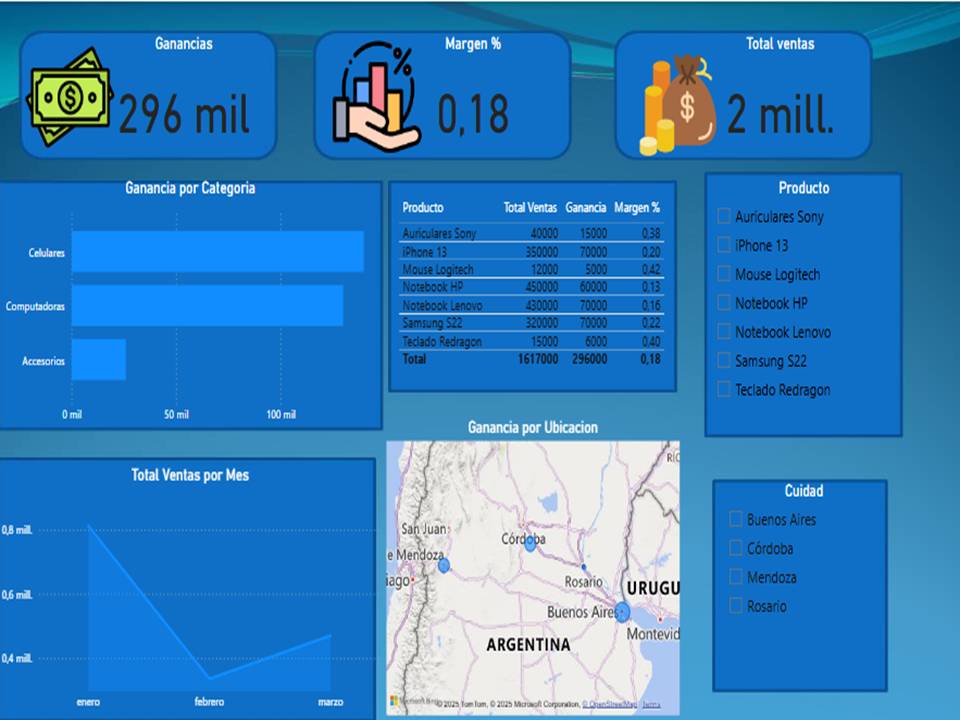 Ganancias
296 mil
Margen %
0,18
Total ventas
2 mill.
Ganancia por Categoria
Celulares
Computadoras
Accesorios
0 mil 50 mil 100 mil
Producto Total Ventas Ganancia Margen %
Auriculares Sony 40000 15000 0,38
iPhone 13 350000 70000 0,20
Mouse Logitech 12000 5000 0,42
Notebook HP 450000 60000 0,13
Notebook Lenovo 430000 70000 0,16
Samsung S22 320000 70000 0,22
Teclado Redragon 15000 6000 0,40
Total 1617000 296000 0,18
Producto
Auriculares Sony
iPhone 13
Mouse Logitech
Notebook HP
Notebook Lenovo
Samsung S22
Teclado Redragon
Total Ventas por Mes
0,8 mill.
0,6 mill.
0,4 mill.
enero febrero marzo
Ganancia por Ubicacion
RÍO
San Juan
Córdoba
e Mendoza
iago
Rosario
URUGU
Buenos Aires
Montevid
ARGENTINA
Microsoft Bing
© 2025 TomTom, © 2025 Microsoft Corporation, © OpenStreetMap Terms
Cuidad
Buenos Aires
Córdoba
Mendoza
Rosario